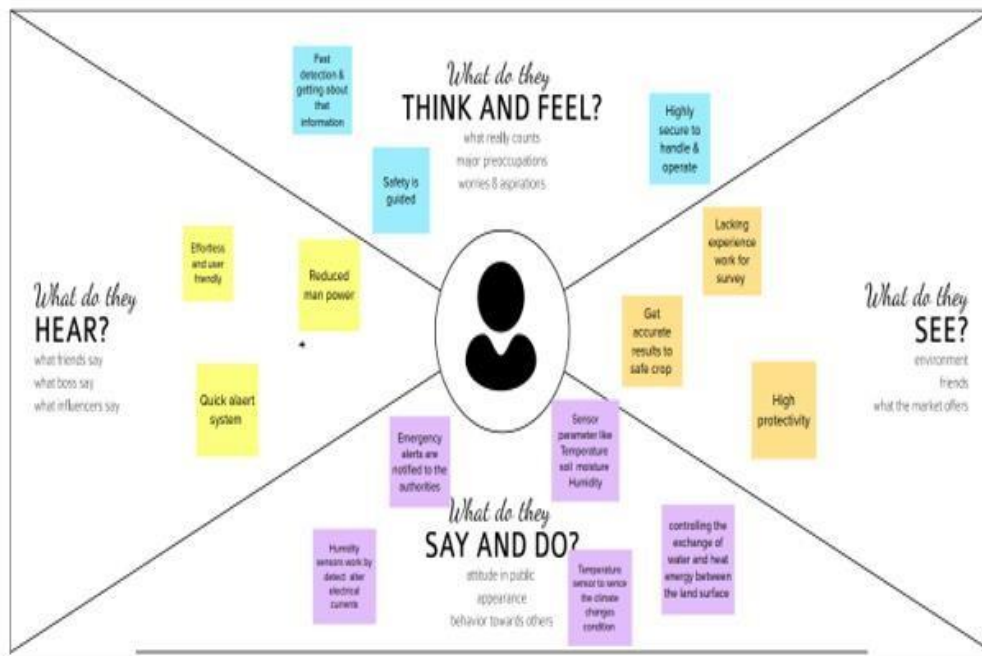 What do they
THINK AND FEEL?
what really counts
major preoccupations
worries & aspirations
Fast
detection &
getting about
that
information
Safety is
guided
Highly
secure to
handle &
operate
What do they
HEAR?
what friends say
what boss say
what influencers say
Effortless
and user
friendly
Reduced
man power
Quick alaert
system
What do they
SEE?
environment
friends
what the market offers
Lacking
experience
work for
survey
Get
accurate
results to
safe crop
High
protectivity
What do they
SAY AND DO?
attitude in public
appearance
behavior towards others
Emergency
alerts are
notified to the
authorities
Sensor
parameter like
Temperature
soil moisture
Humidity
Humidity
sensors work by
detect alter
electrical
currents
Temperature
sensor to sence
the climate
changes
condition
controlling the
exchange of
water and heat
energy between
the land surface